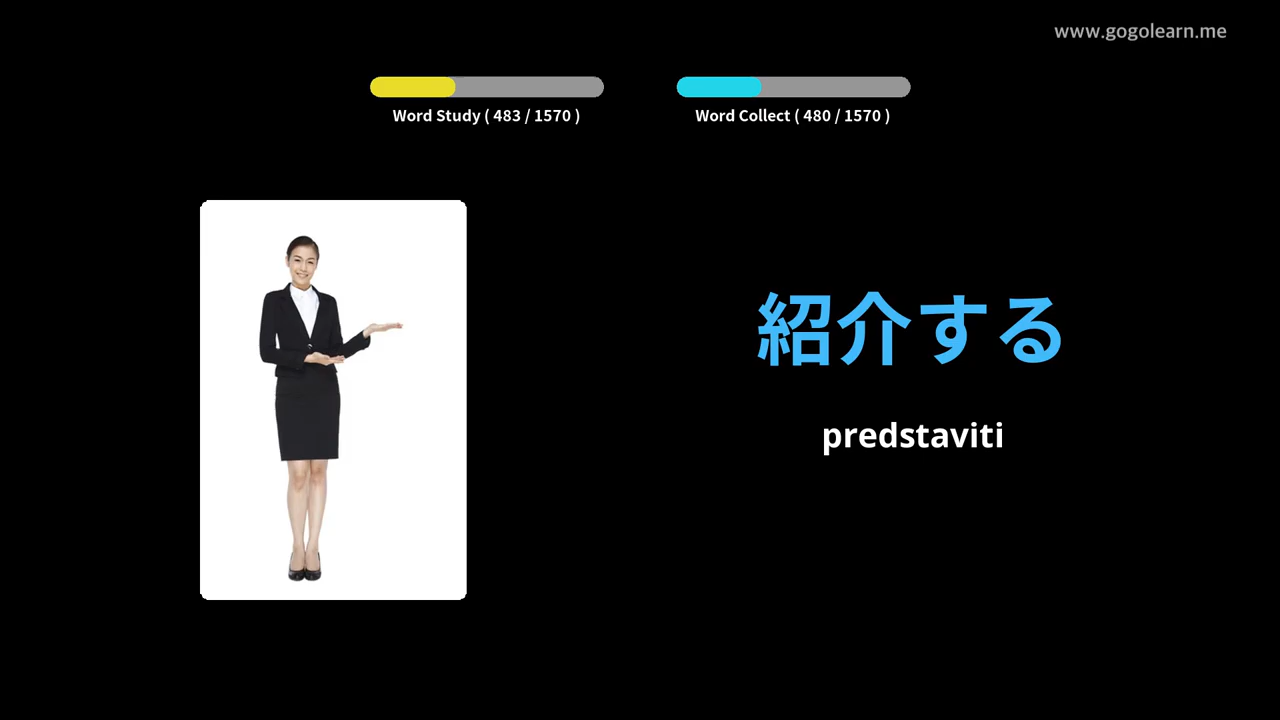 www.gogolearn.me
Word Study ( 483 / 1570 )
Word Collect ( 480 / 1570 )
紹介する
predstaviti